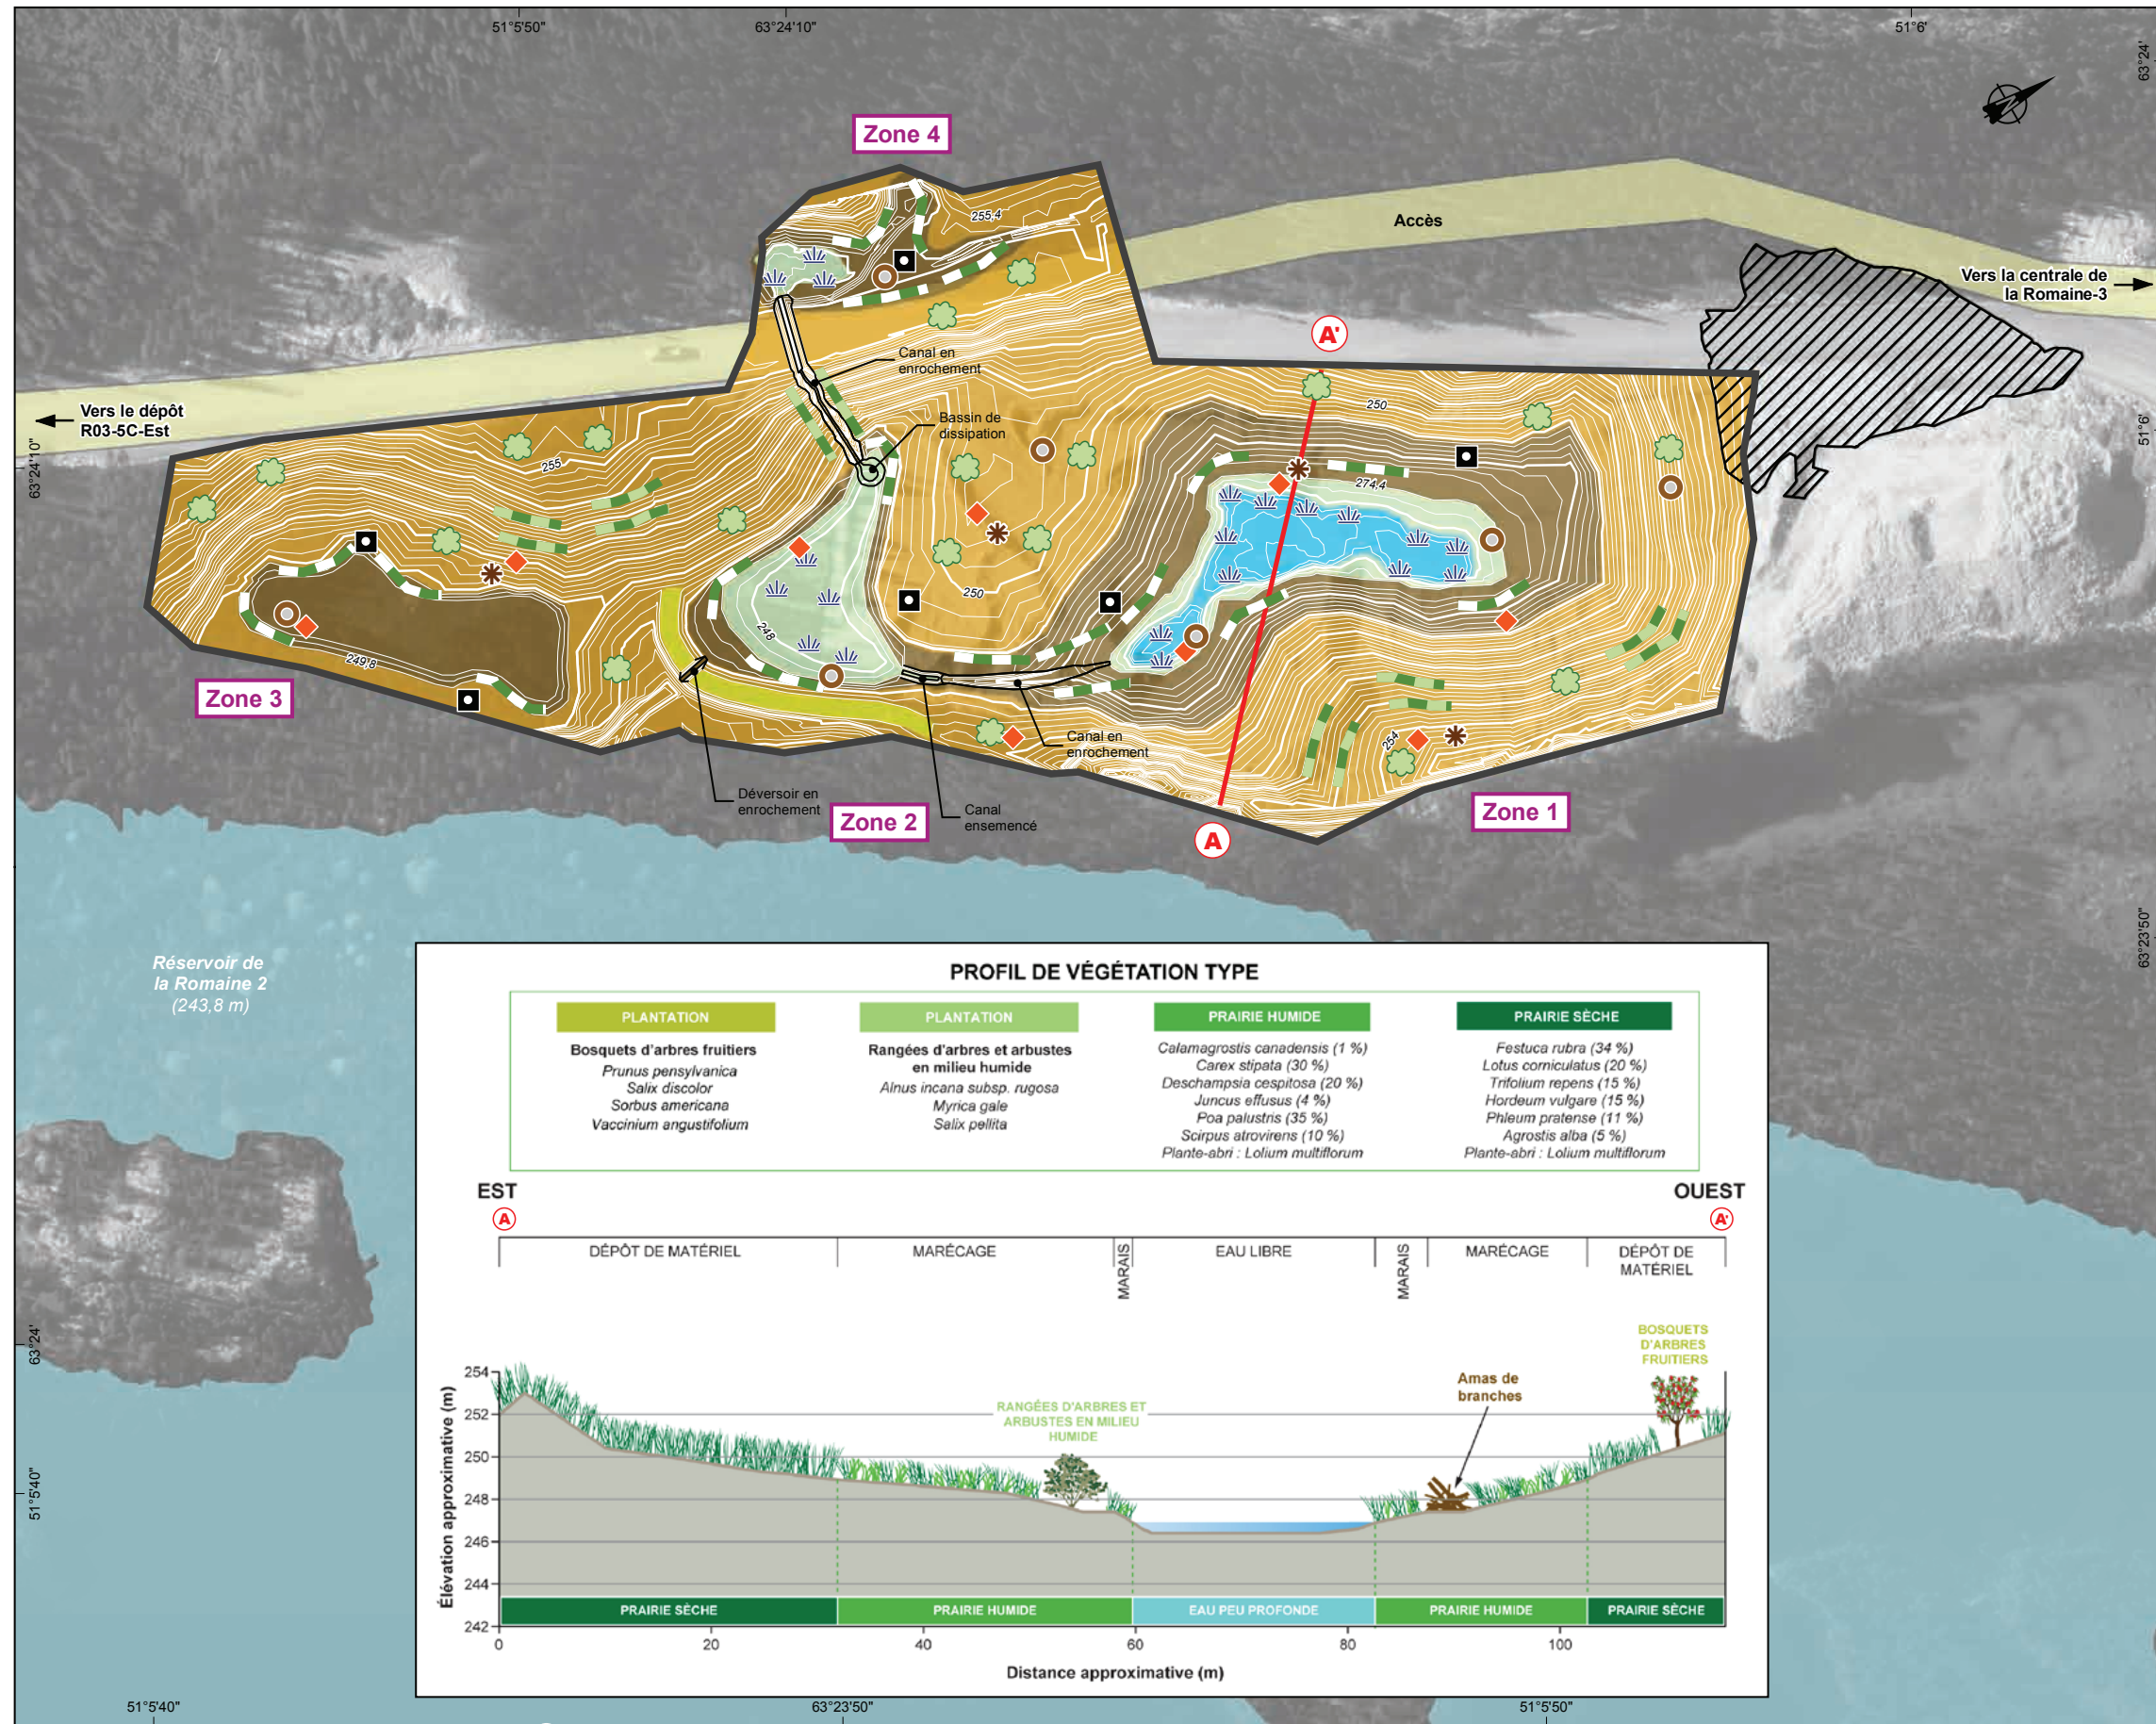 51°5'50"
63°24'10"
51°6'
63°24'
Zone 4
255,4
Accès
Vers la centrale de
la Romaine-3
A'
Canal en
enrochement
Vers le dépôt
R03-5C-Est
Bassin de
dissipation
250
51°6'
63°24'10"
255
274,4
250
248
249,8
Zone 3
Canal en
enrochement
254
Déversoir en
enrochement
Zone 2
Canal
ensemencé
Zone 1
A
63°23'50"
Réservoir de
la Romaine 2
(243,8 m)
PROFIL DE VÉGÉTATION TYPE
PLANTATION
Bosquets d'arbres fruitiers
Prunus pensylvanica
Salix discolor
Sorbus americana
Vaccinium angustifolium
PLANTATION
Rangées d'arbres et arbustes
en milieu humide
Alnus incana subsp. rugosa
Myrica gale
Salix pellita
PRAIRIE HUMIDE
Calamagrostis canadensis (1 %)
Carex stipata (30 %)
Deschampsia cespitosa (20 %)
Juncus effusus (4 %)
Poa palustris (35 %)
Scirpus atrovirens (10 %)
Plante-abri : Lolium multiflorum
PRAIRIE SÈCHE
Festuca rubra (34 %)
Lotus corniculatus (20 %)
Trifolium repens (15 %)
Hordeum vulgare (15 %)
Phleum pratense (11 %)
Agrostis alba (5 %)
Plante-abri : Lolium multiflorum
EST
OUEST
A
A'
DÉPÔT DE MATÉRIEL
MARÉCAGE
MARAIS
EAU LIBRE
MARAIS
MARÉCAGE
DÉPÔT DE
MATÉRIEL
63°24'
BOSQUETS
D'ARBRES
FRUITIERS
Amas de
branches
RANGÉES D'ARBRES ET
ARBUSTES EN MILIEU
HUMIDE
Élévation approximative (m)
254
252
250
248
246
244
242
51°5'40"
PRAIRIE SÈCHE
PRAIRIE HUMIDE
EAU PEU PROFONDE
PRAIRIE HUMIDE
PRAIRIE SÈCHE
0
20
40
60
80
100
Distance approximative (m)
51°5'40"
63°23'50"
51°5'50"